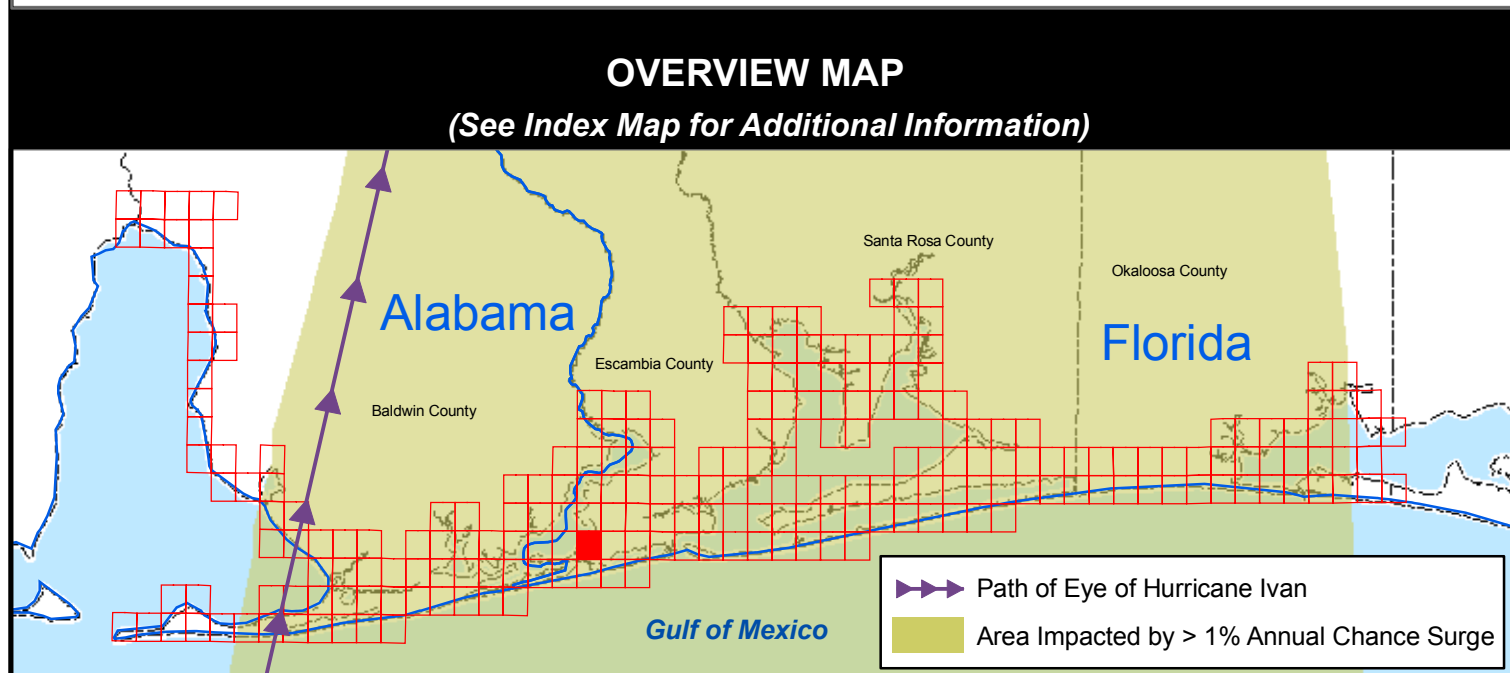 OVERVIEW MAP
(See Index Map for Additional Information)
Santa Rosa County
Okaloosa County
Alabama
Florida
Escambia County
Baldwin County
Gulf of Mexico
Path of Eye of Hurricane Ivan
Area Impacted by > 1% Annual Chance Surge